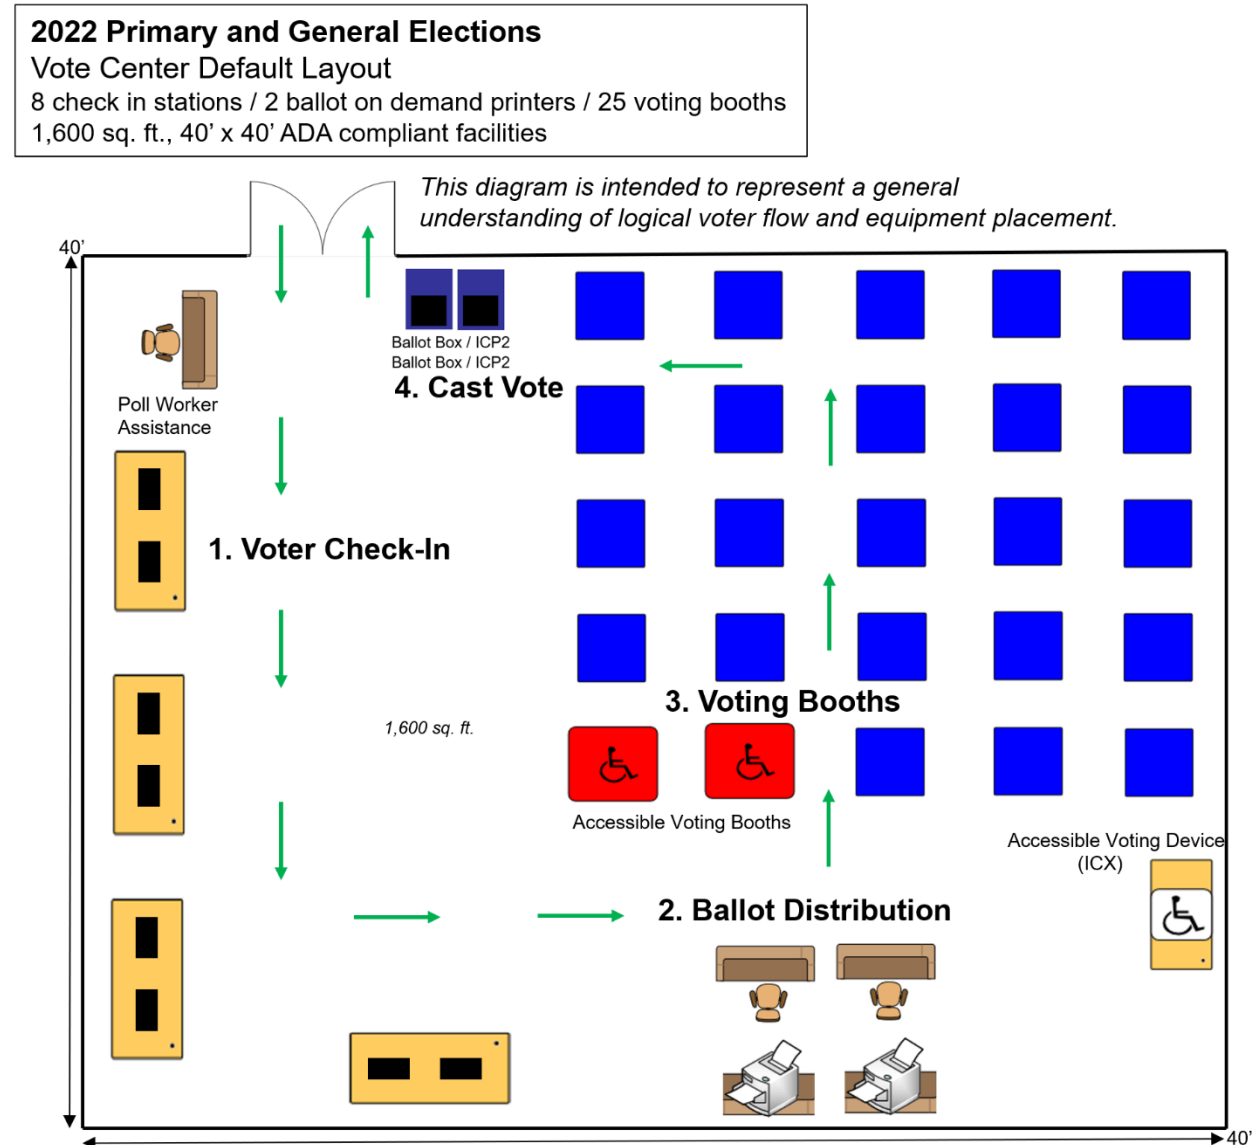 2022 Primary and General Elections
Vote Center Default Layout
8 check in stations / 2 ballot on demand printers / 25 voting booths
1,600 sq. ft., 40’ x 40’ ADA compliant facilities
This diagram is intended to represent a general
understanding of logical voter flow and equipment placement.
40’
Ballot Box / ICP2
Ballot Box / ICP2
4. Cast Vote
Poll Worker
Assistance
1. Voter Check-In
3. Voting Booths
1,600 sq. ft.
Accessible Voting Booths
Accessible Voting Device
(ICX)
2. Ballot Distribution
40’